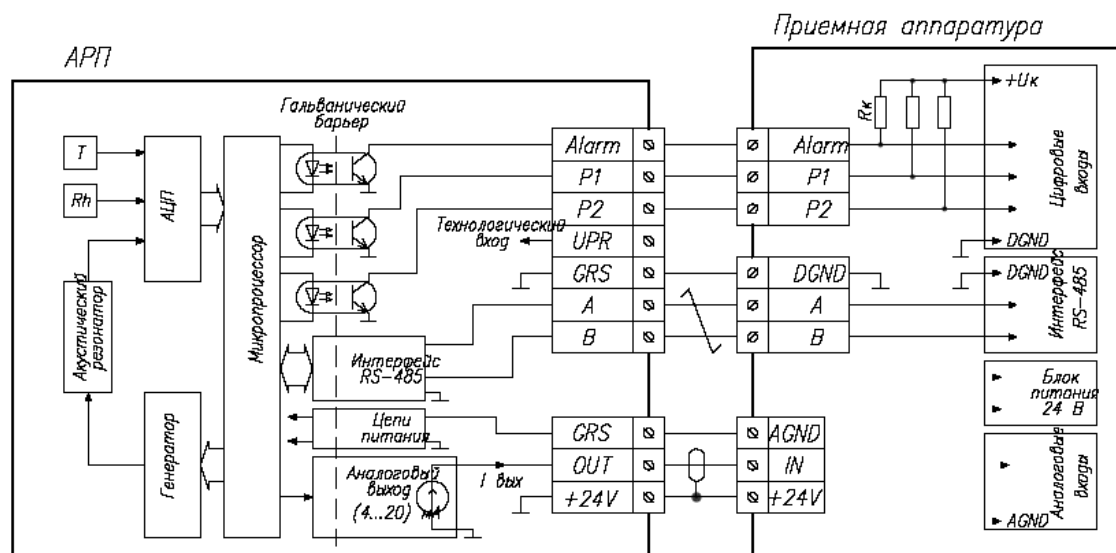 АРП
Приемная аппаратура
Гальванический
барьер
Т
Rh
АЦП
Микропроцессор
Акустический
резонатор
Генератор
Интерфейс
RS-485
Цепи
питания
Аналоговый
выход
(4...20) мА
I вых
Технологический
вход
Alarm
P1
P2
UPR
GRS
A
B
GRS
OUT
+24V
Alarm
P1
P2
DGND
A
B
AGND
IN
+24V
Rк
+Uк
Цифровые
входы
DGND
DGND
Интерфейс
RS-485
Блок
питания
24 В
Аналоговые
входы
AGND